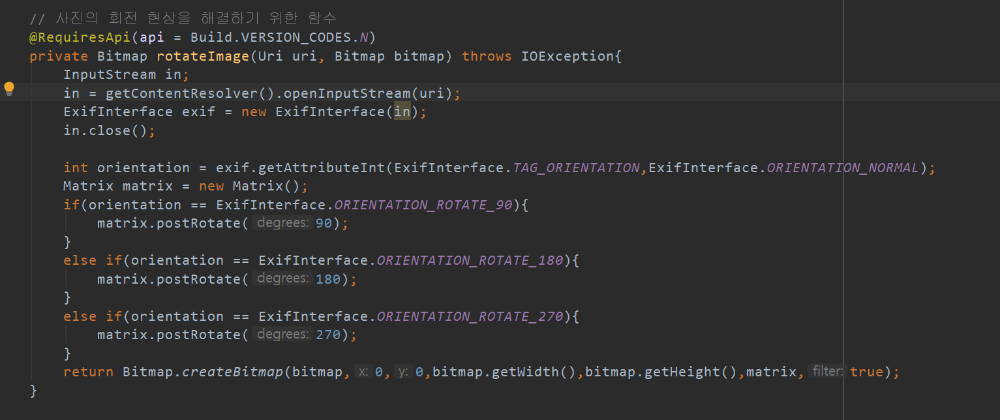 // 사진의 회전 현상을 해결하기 위한 함수
@RequiresApi(api = Build.VERSION_CODES.N)
private Bitmap rotateImage(Uri uri, Bitmap bitmap) throws IOException{
    InputStream in;
    in = getContentResolver().openInputStream(uri);
    ExifInterface exif = new ExifInterface(in);
    in.close();

    int orientation = exif.getAttributeInt(ExifInterface.TAG_ORIENTATION,ExifInterface.ORIENTATION_NORMAL);
    Matrix matrix = new Matrix();
    if(orientation == ExifInterface.ORIENTATION_ROTATE_90){
        matrix.postRotate( degrees: 90);
    }
    else if(orientation == ExifInterface.ORIENTATION_ROTATE_180){
        matrix.postRotate( degrees: 180);
    }
    else if(orientation == ExifInterface.ORIENTATION_ROTATE_270){
        matrix.postRotate( degrees: 270);
    }
    return Bitmap.createBitmap(bitmap, x: 0, y: 0,bitmap.getWidth(),bitmap.getHeight(),matrix, filter: true);
}